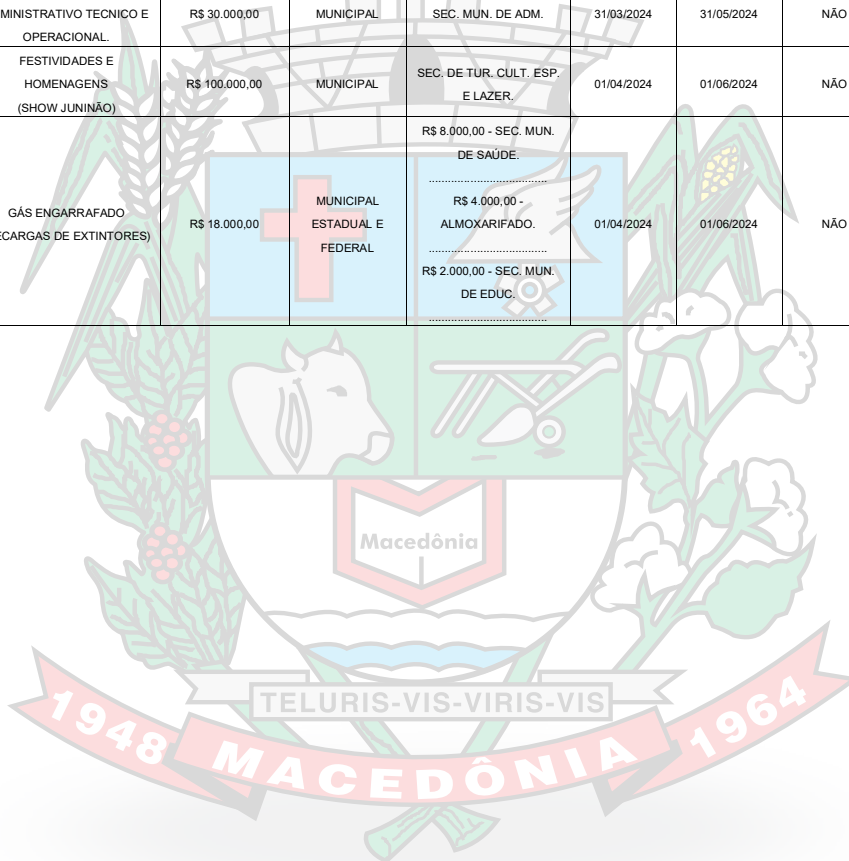 MINISTRATIVO TECNICO E
OPERACIONAL.
R$ 30.000,00
MUNICIPAL
SEC. MUN. DE ADM.
31/03/2024
31/05/2024
NÃO
FESTIVIDADES E
HOMENAGENS
(SHOW JUNINÃO)
R$ 100.000,00
MUNICIPAL
SEC. DE TUR. CULT. ESP.
E LAZER.
01/04/2024
01/06/2024
NÃO
GÁS ENGARRAFADO
ECARGAS DE EXTINTORES)
R$ 18.000,00
MUNICIPAL
ESTADUAL E
FEDERAL
R$ 8.000,00 - SEC. MUN.
DE SAÚDE.
......................................
R$ 4.000,00 -
ALMOXARIFADO.
......................................
R$ 2.000,00 - SEC. MUN.
DE EDUC.
......................................
01/04/2024
01/06/2024
NÃO
Macedônia
TELURIS-VIS-VIRIS-VIS
1948 MACEDÔNIA 1964